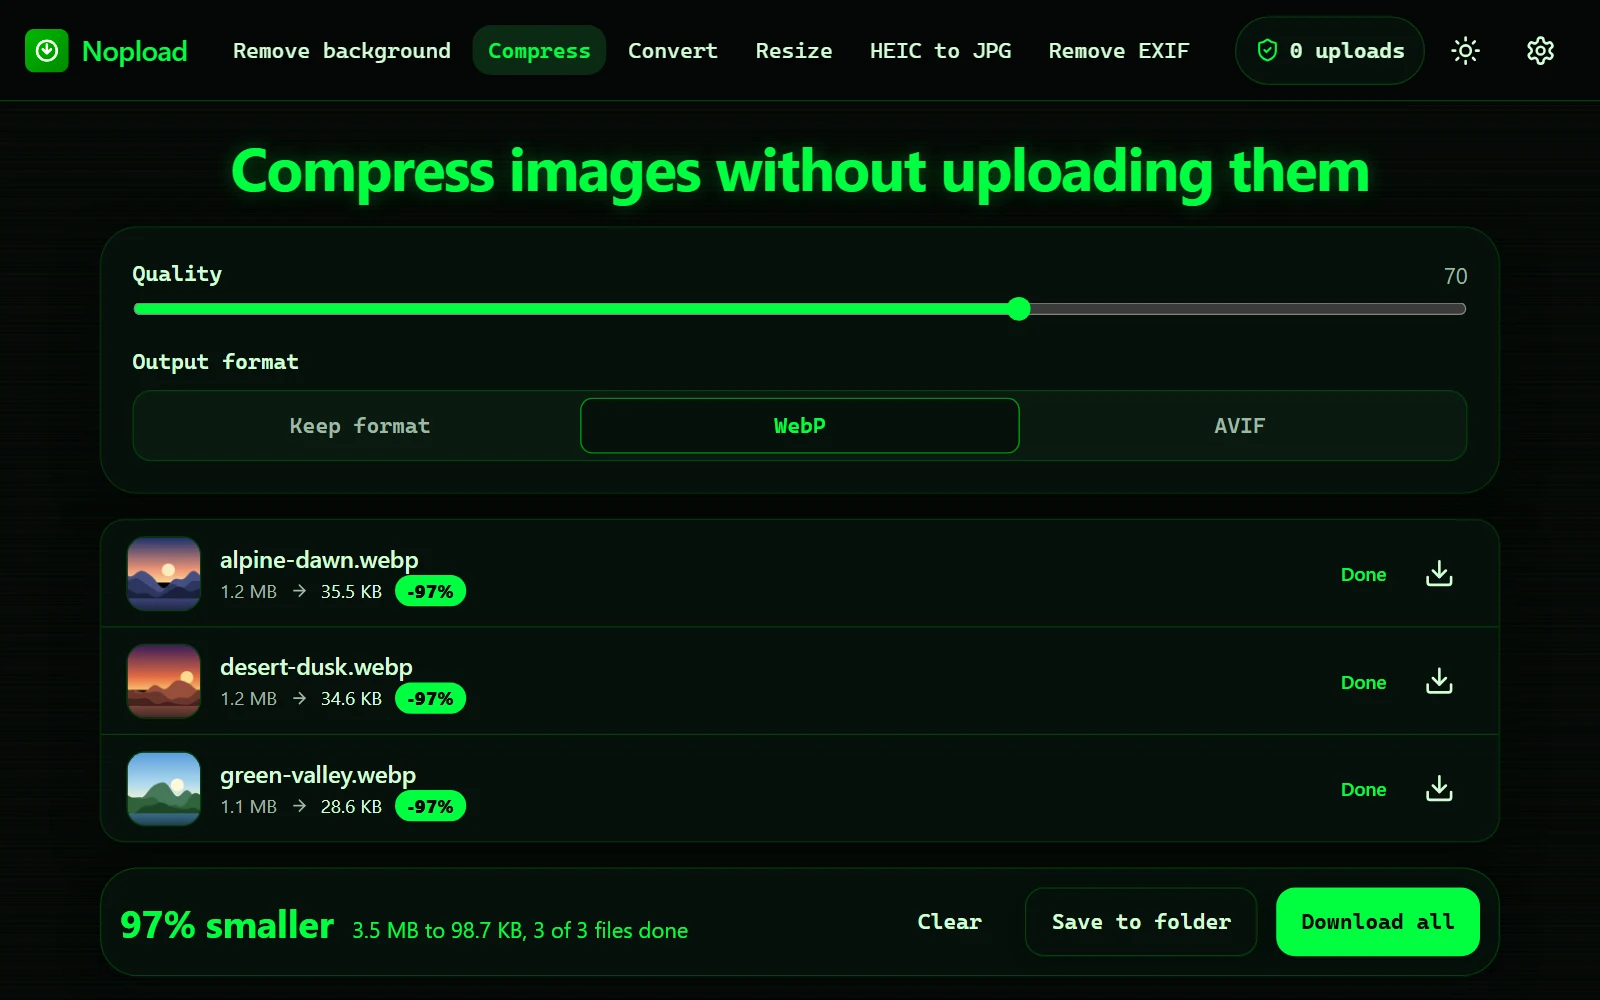 Nopload Remove background Compress Convert Resize HEIC to JPG Remove EXIF 0 uploads
Compress images without uploading them
Quality 70
Output format
Keep format WebP AVIF
alpine-dawn.webp
1.2 MB → 35.5 KB -97% Done
desert-dusk.webp
1.2 MB → 34.6 KB -97% Done
green-valley.webp
1.1 MB → 28.6 KB -97% Done
97% smaller 3.5 MB to 98.7 KB, 3 of 3 files done Clear Save to folder Download all